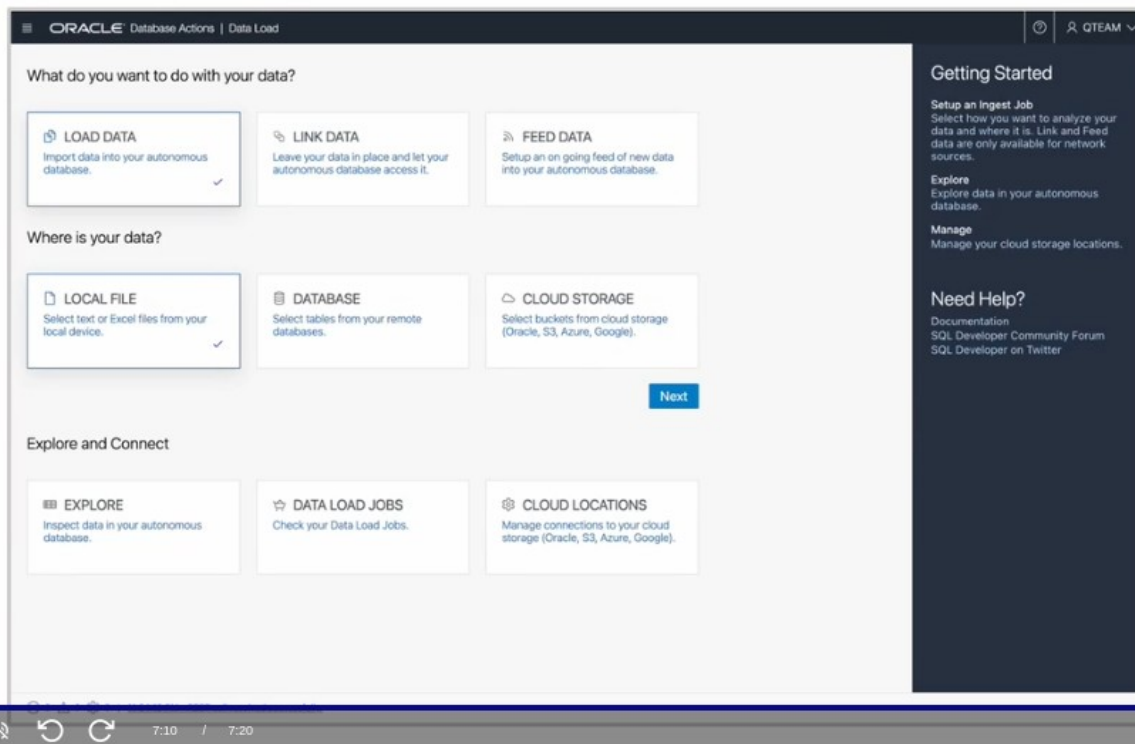 ORACLE Database Actions | Data Load
QTEAM
What do you want to do with your data?
LOAD DATA
Import data into your autonomous
database.
LINK DATA
Leave your data in place and let your
autonomous database access it.
FEED DATA
Setup an on going feed of new data
into your autonomous database.
Where is your data?
LOCAL FILE
Select text or Excel files from your
local device.
DATABASE
Select tables from your remote
databases.
CLOUD STORAGE
Select buckets from cloud storage
(Oracle, S3, Azure, Google).
Next
Explore and Connect
EXPLORE
Inspect data in your autonomous
database.
DATA LOAD JOBS
Check your Data Load Jobs.
CLOUD LOCATIONS
Manage connections to your cloud
storage (Oracle, S3, Azure, Google).
Getting Started
Setup an Ingest Job
Select how you want to analyze your
data and where it is. Link and Feed
data are only available for network
sources.
Explore
Explore data in your autonomous
database.
Manage
Manage your cloud storage locations.
Need Help?
Documentation
SQL Developer Community Forum
SQL Developer on Twitter
7:10 / 7:20